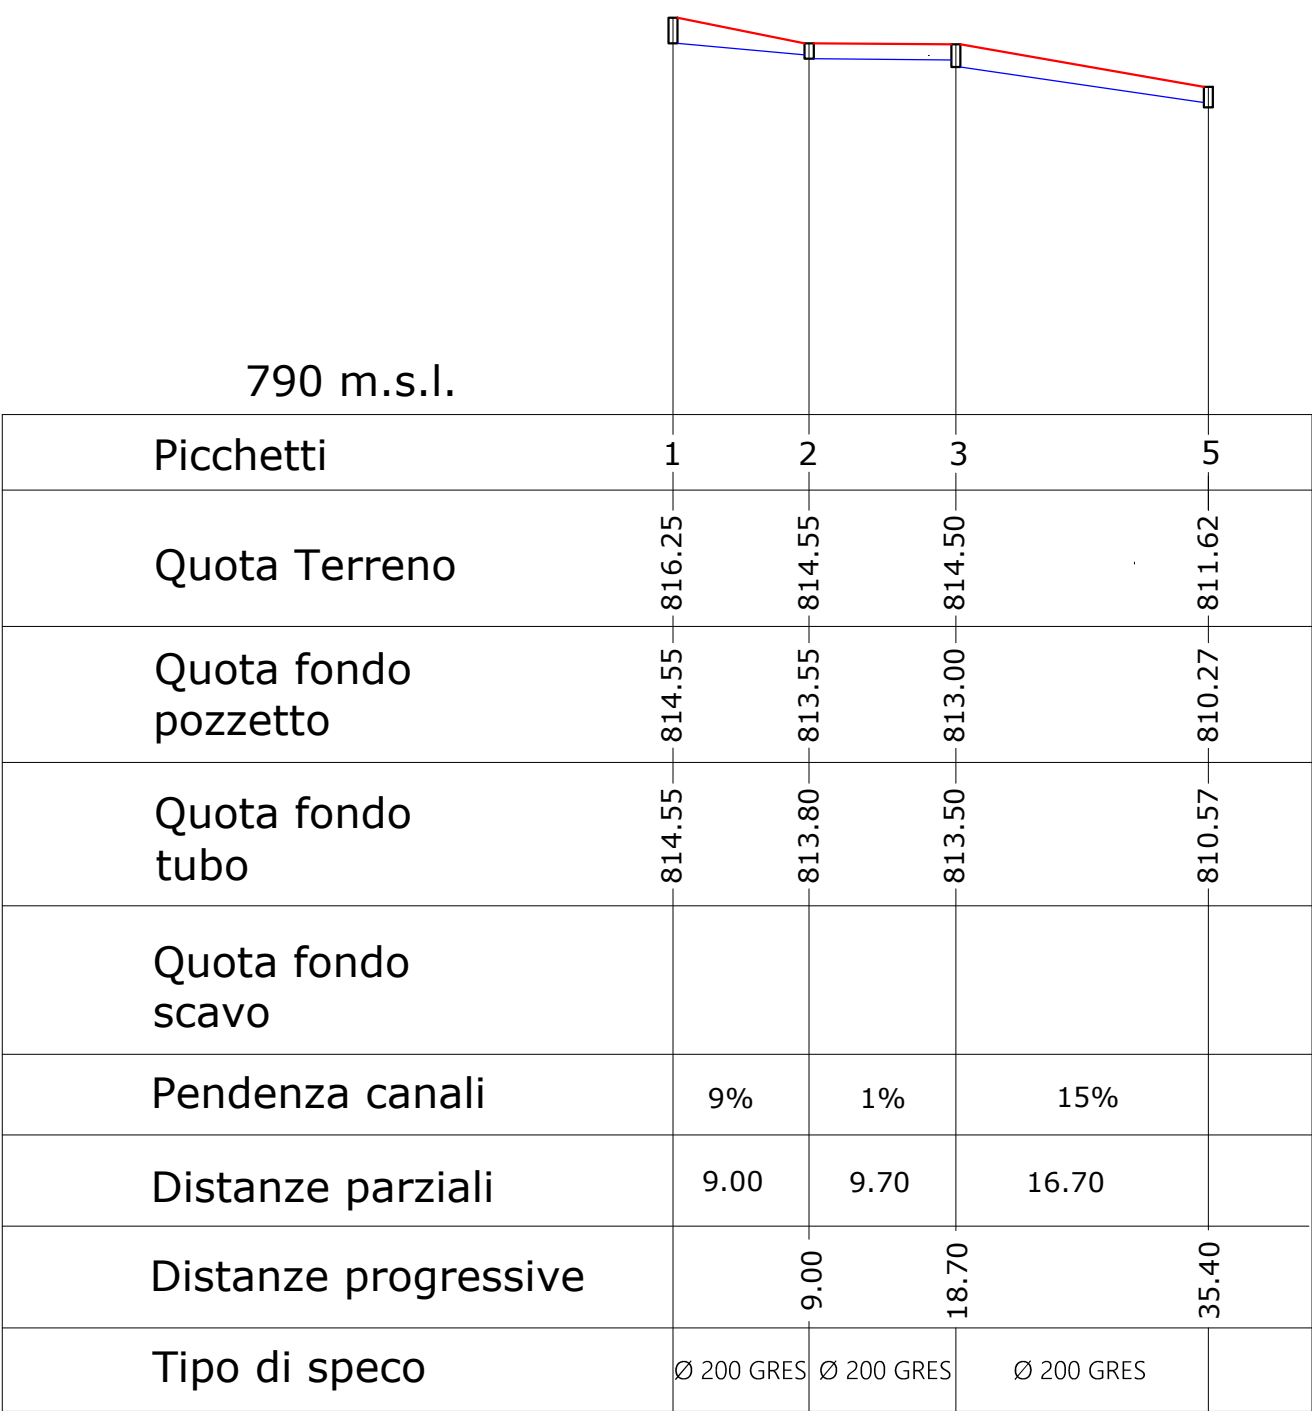 790 m.s.l.
Picchetti 1 2 3 5
Quota Terreno 816.25 814.55 814.50 811.62
Quota fondo
pozzetto 814.55 813.55 813.00 810.27
Quota fondo
tubo 814.55 813.80 813.50 810.57
Quota fondo
scavo
Pendenza canali 9% 1% 15%
Distanze parziali 9.00 9.70 16.70
Distanze progressive 9.00 18.70 35.40
Tipo di speco Ø 200 GRES Ø 200 GRES Ø 200 GRES